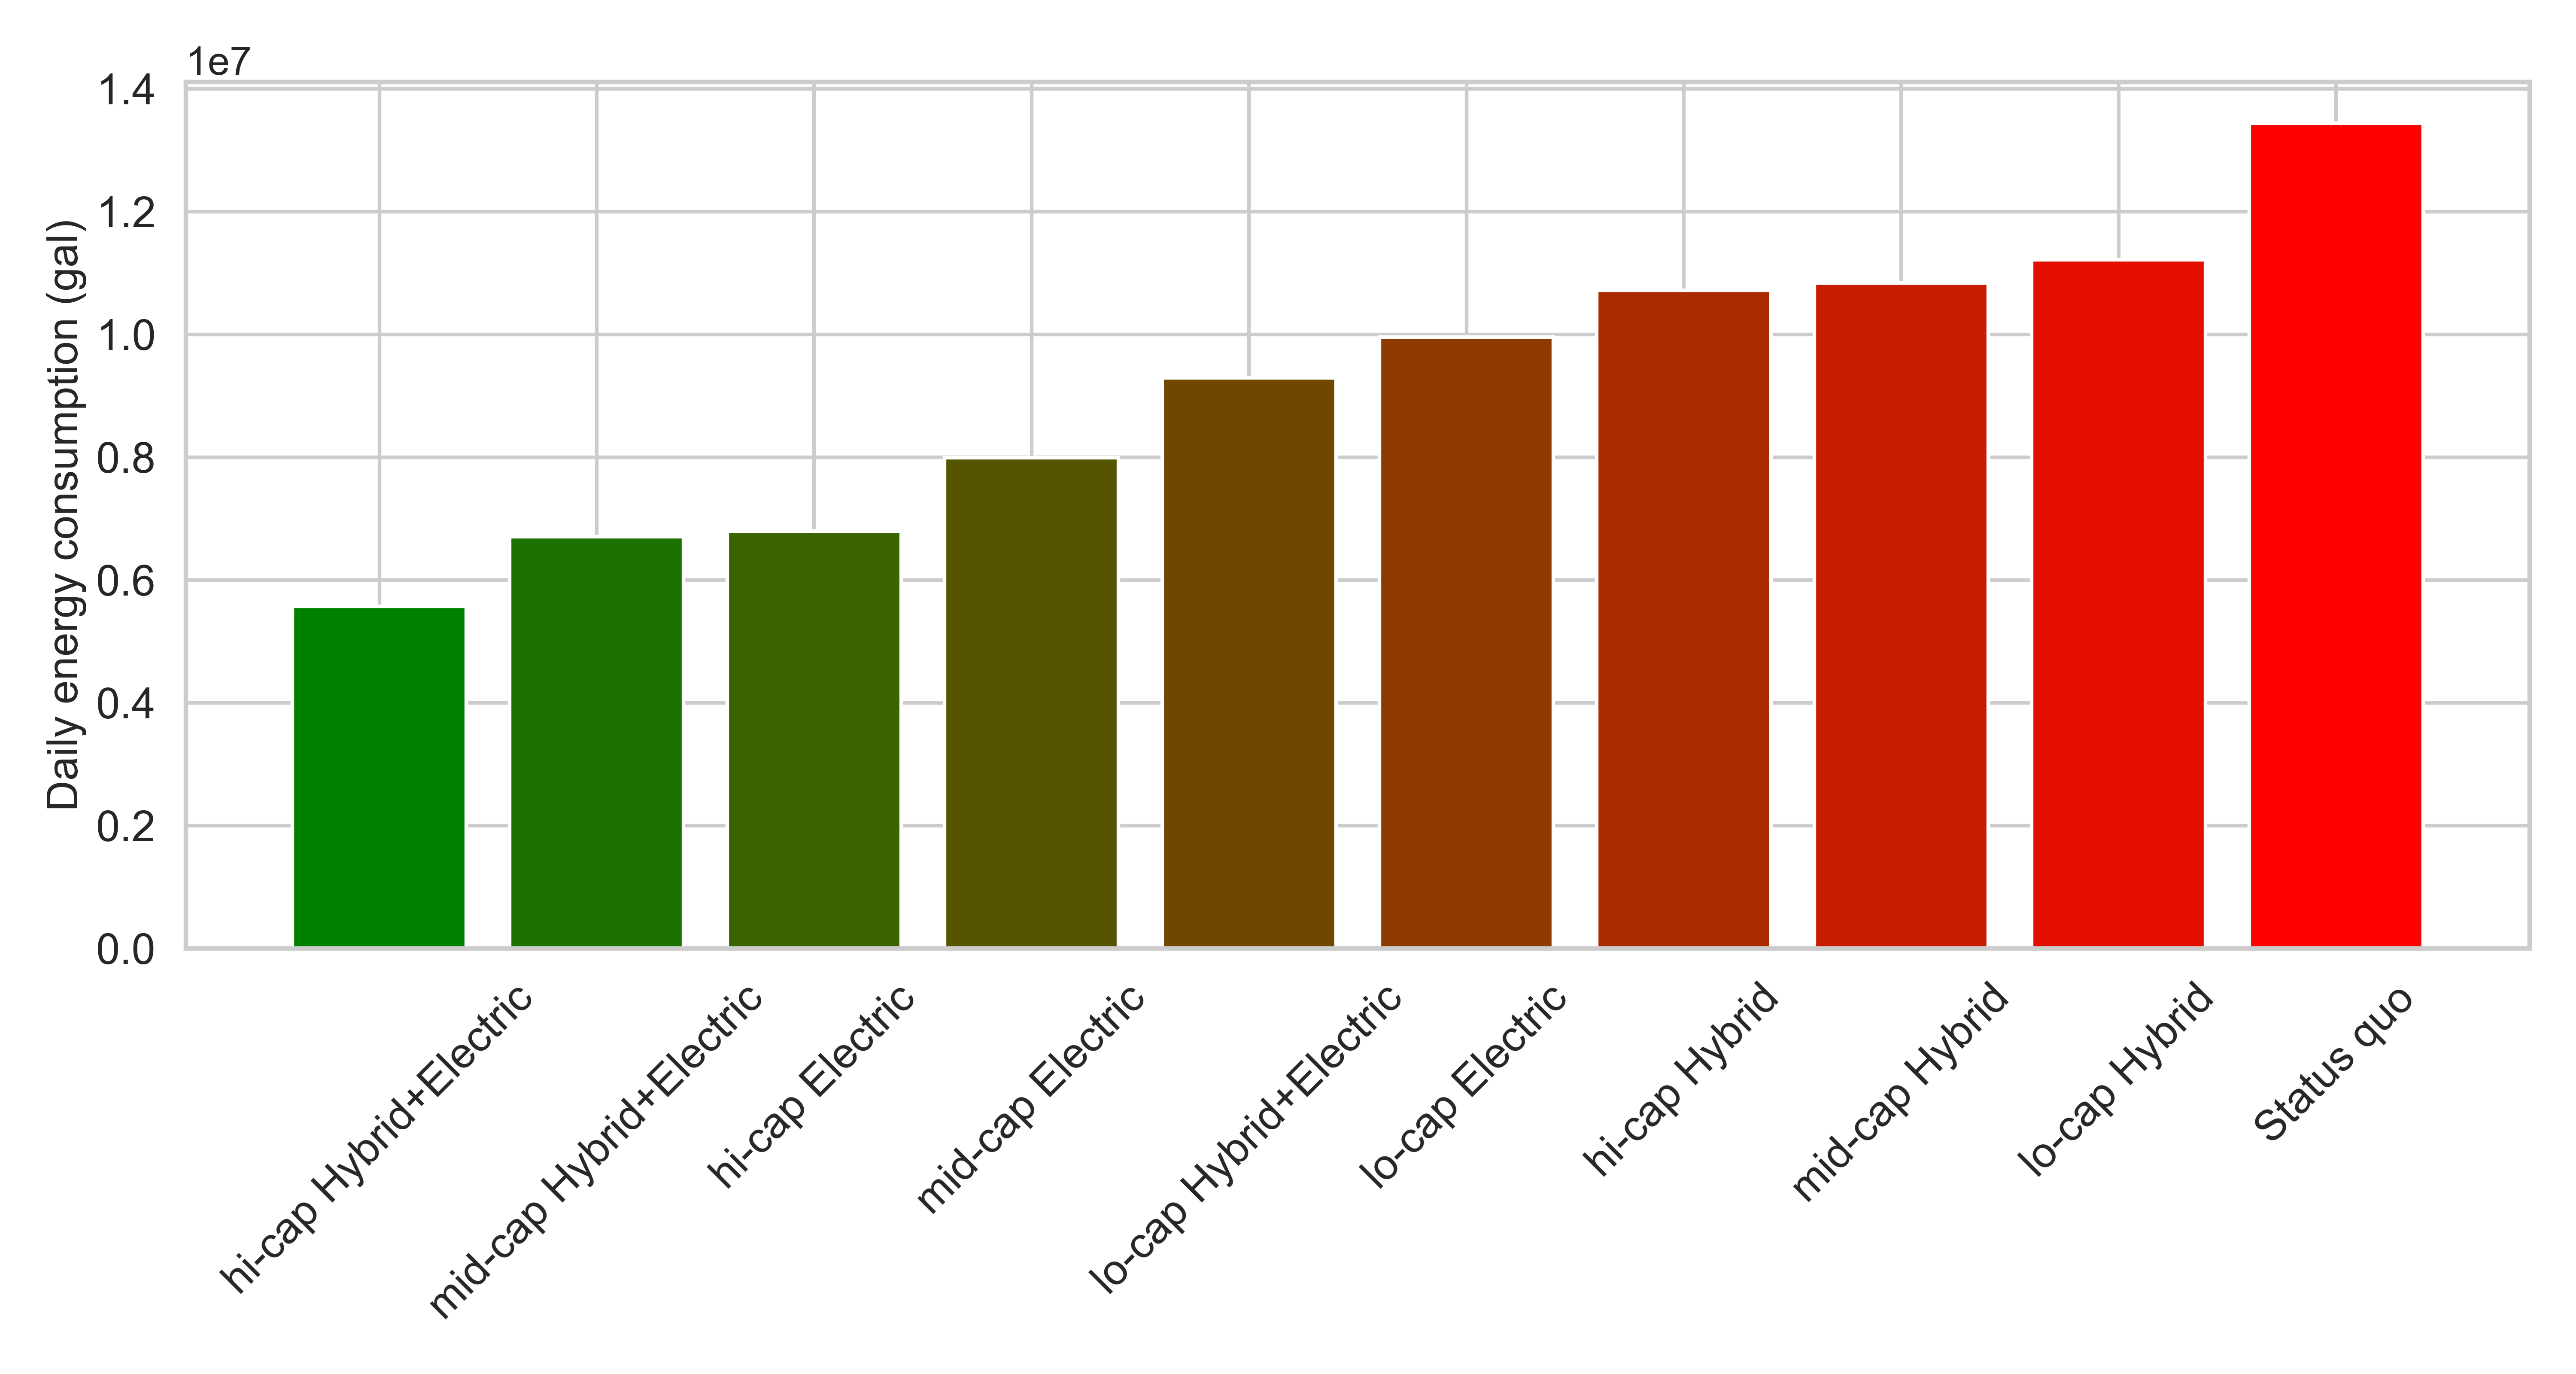 1e7
1.4
1.2
1.0
0.8
0.6
0.4
0.2
0.0
Daily energy consumption (gal)
hi-cap Hybrid+Electric
mid-cap Hybrid+Electric
hi-cap Electric
mid-cap Electric
lo-cap Hybrid+Electric
lo-cap Electric
hi-cap Hybrid
mid-cap Hybrid
lo-cap Hybrid
Status quo